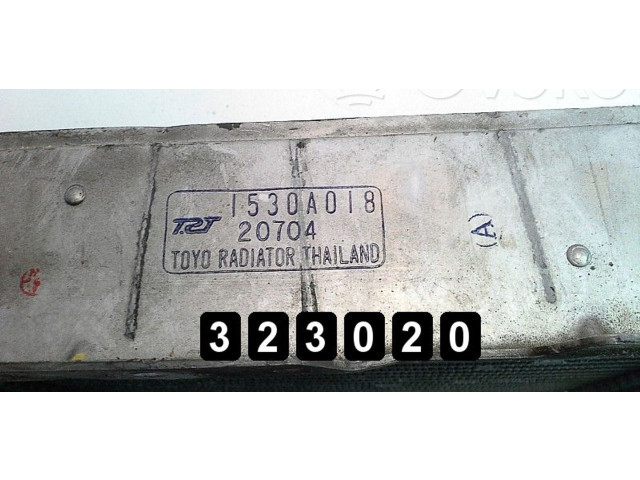 1530A018
TRT 20704
TOYO RADIATOR THAILAND
(A)
323020